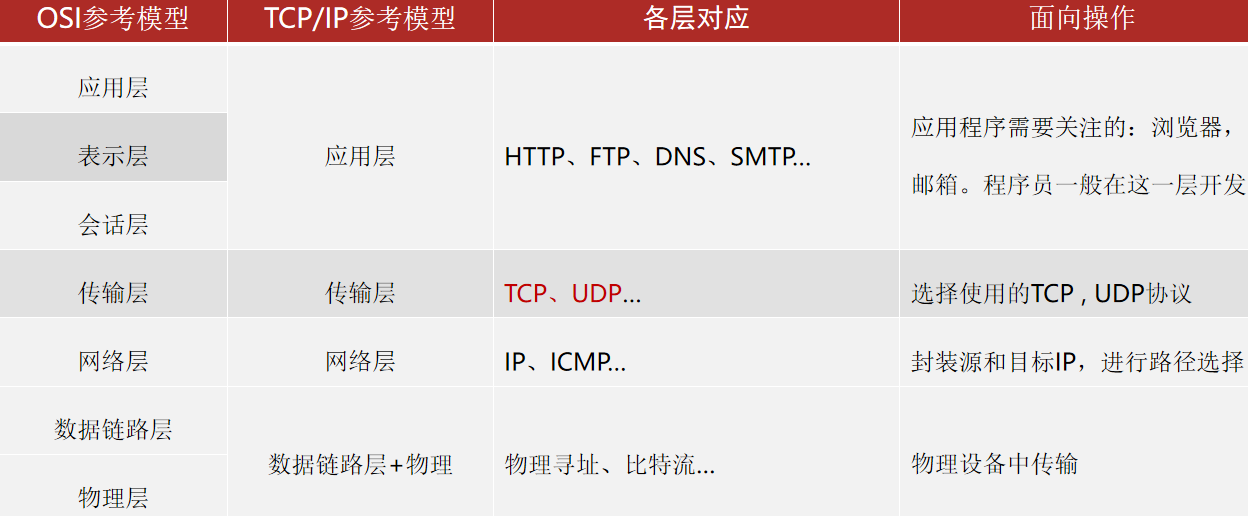 OSI参考模型 TCP/IP参考模型 各层对应 面向操作
应用层
表示层
会话层
应用层
HTTP、FTP、DNS、SMTP...
应用程序需要关注的：浏览器，
邮箱。程序员一般在这一层开发
传输层 传输层 TCP、UDP... 选择使用的TCP , UDP协议
网络层 网络层 IP、ICMP... 封装源和目标IP，进行路径选择
数据链路层
物理层
数据链路层+物理
物理寻址、比特流...
物理设备中传输